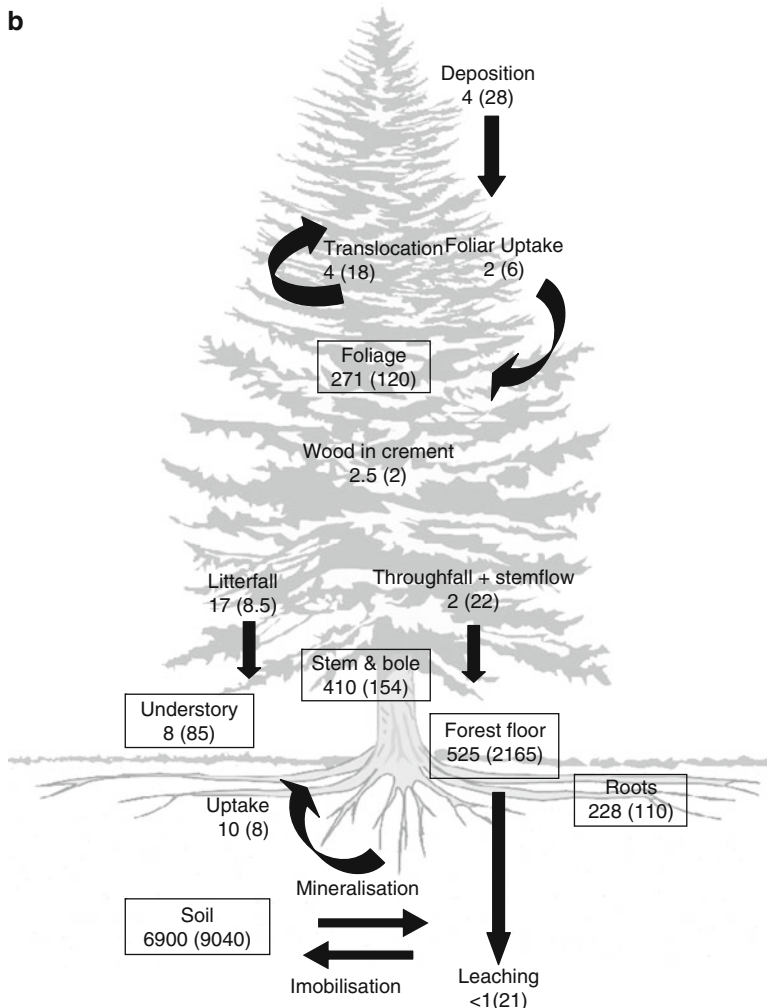 b
Deposition
4 (28)
Translocation
4 (18)
Foliar Uptake
2 (6)
Foliage
271 (120)
Wood in crement
2.5 (2)
Litterfall
17 (8.5)
Throughfall + stemflow
2 (22)
Stem & bole
410 (154)
Understory
8 (85)
Forest floor
525 (2165)
Roots
228 (110)
Uptake
10 (8)
Mineralisation
Soil
6900 (9040)
Imobilisation
Leaching
<1(21)